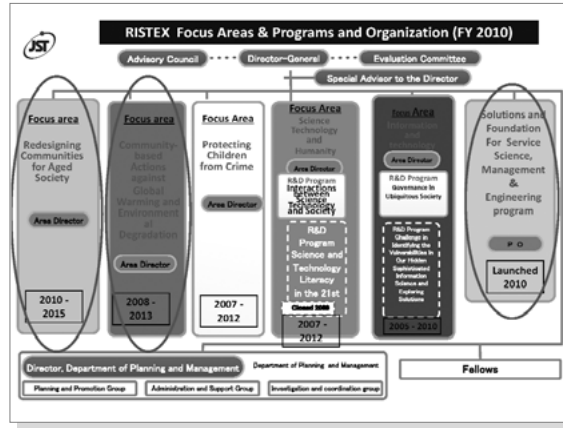 JST
RISTEX Focus Areas & Programs and Organization (FY 2010)
Advisory Council
Director-General
Evaluation Committee
Special Advisor to the Director
Focus area
Redesigning
Communities
for Aged
Society
Area Director
2010 -
2015
Focus area
Community-
based
Actions
against
Global
Warming and
Environment
al
Degradation
Area Director
2008 -
2013
Focus area
Protecting
Children
from Crime
Area Director
2007 -
2012
Focus Area
Science
Technology and
Humanity
Area Director
R&D Program
Interactions
between
Science Technology
and Society
R&D
Program
Science and
Technology
Literacy
in the 21st
Closed 
2007 -
2012
Focus Area
Information
and technology
Area Director
R&D Program
Governance in
Ubiquitous Society
R&D Program
Challenge in
Identifying the
Vulnerabilities in
Our Hidden
Sophisticated
Information
Science and
Exploring
Solutions
2005 - 2010
Solutions and
Foundation
For Service
Science,
Management
&
Engineering
program
P O
Launched
2010
Director, Department of Planning and Management
Department of Planning and Management
Planning and Promotion Group
Administration and Support Group
Investigation and coordination group
Fellows